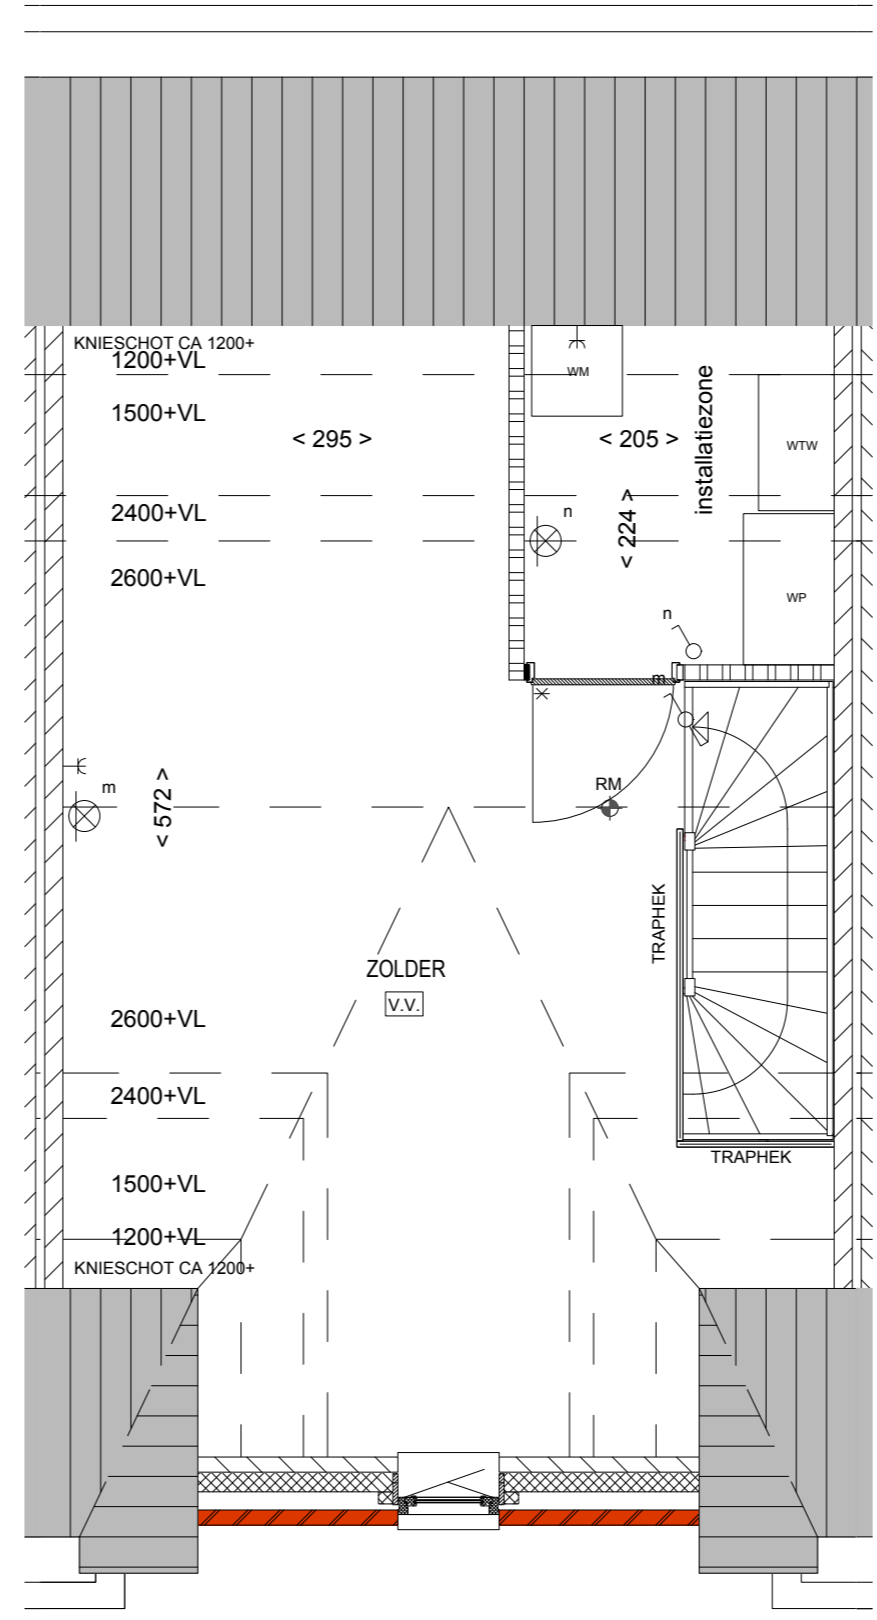 KNIESCHOT CA 1200+
1200+VL
WM
1500+VL
< 295 >
< 205 >
installatiezone
WTW
2400+VL
n
< 224 >
2600+VL
WP
n
m
RM
m
< 572 >
TRAPHEK
ZOLDER
V.V.
2600+VL
2400+VL
TRAPHEK
1500+VL
1200+VL
KNIESCHOT CA 1200+